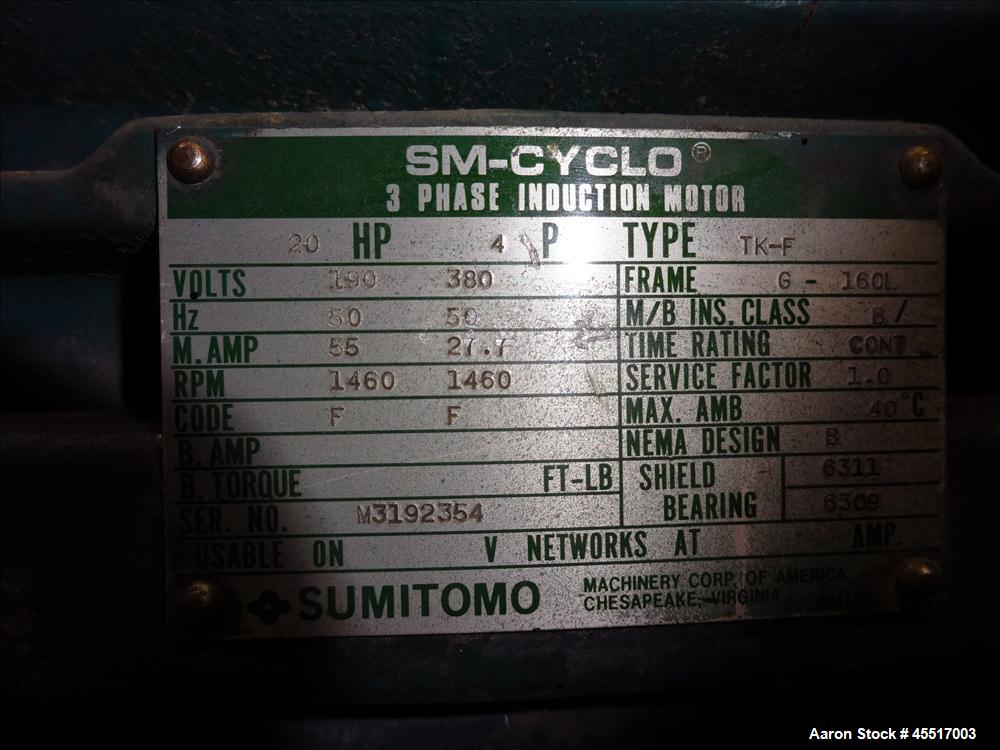 SM-CYCLO®
3 PHASE INDUCTION MOTOR
20 HP 4 P TYPE TK-F
VOLTS 190 380 FRAME G - 160L
Hz 50 50 M/B INS. CLASS B/
M. AMP 55 27.7 TIME RATING CONT
RPM 1460 1460 SERVICE FACTOR 1.0
CODE F F MAX. AMB 40°C
B. AMP NEMA DESIGN B
B. TORQUE FT-LB SHIELD BEARING 6311
SER. NO. M3192354 6309
USABLE ON V NETWORKS AT AMP.
SUMITOMO MACHINERY CORP. OF AMERICA
CHESAPEAKE, VIRGINIA
Aaron Stock # 45517003